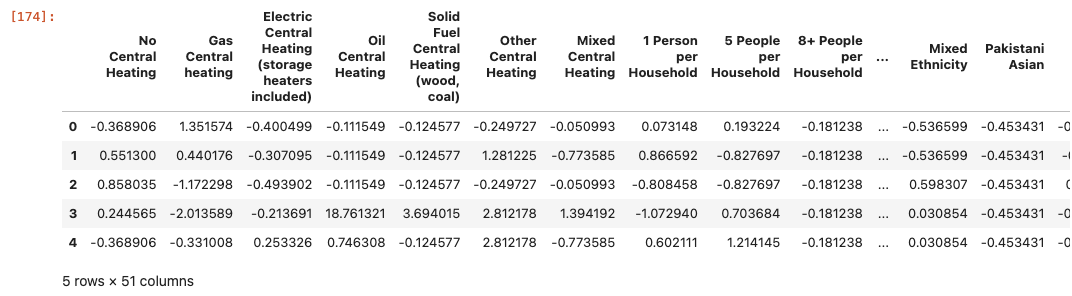 [174]:
No Central Heating | Gas Central heating | Electric Central Heating (storage heaters included) | Oil Central Heating | Solid Fuel Central Heating (wood, coal) | Other Central Heating | Mixed Central Heating | 1 Person per Household | 5 People per Household | 8+ People per Household | ... | Mixed Ethnicity | Pakistani Asian
0 -0.368906 1.351574 -0.400499 -0.111549 -0.124577 -0.249727 -0.050993 0.073148 0.193224 -0.181238 ... -0.536599 -0.453431
1 0.551300 0.440176 -0.307095 -0.111549 -0.124577 1.281225 -0.773585 0.866592 -0.827697 -0.181238 ... -0.536599 -0.453431
2 0.858035 -1.172298 -0.493902 -0.111549 -0.124577 -0.249727 -0.050993 -0.808458 -0.827697 -0.181238 ... 0.598307 -0.453431
3 0.244565 -2.013589 -0.213691 18.761321 3.694015 2.812178 1.394192 -1.072940 0.703684 -0.181238 ... 0.030854 -0.453431
4 -0.368906 -0.331008 0.253326 0.746308 -0.124577 2.812178 -0.773585 0.602111 1.214145 -0.181238 ... 0.030854 -0.453431
5 rows × 51 columns